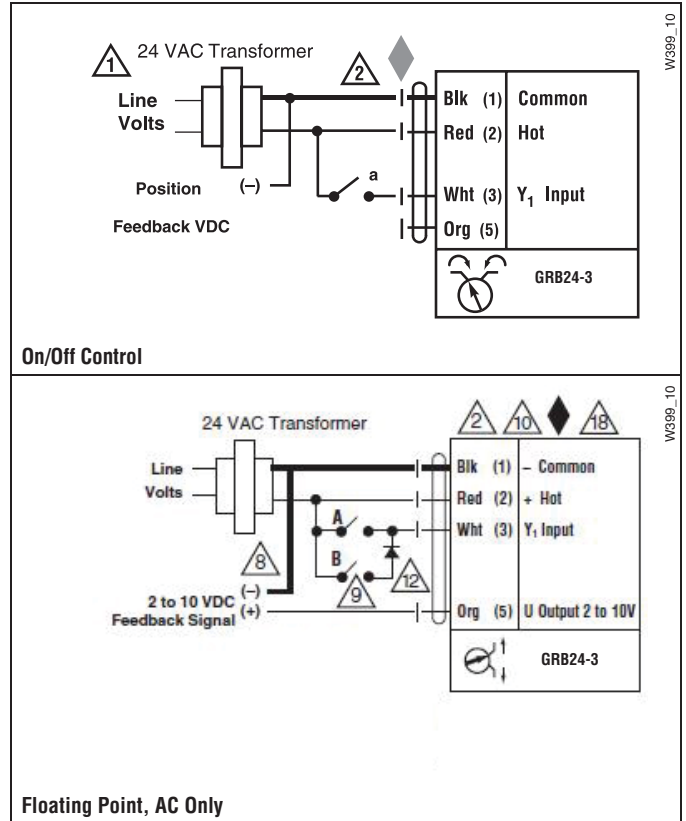 W399_10
1
24 VAC Transformer
2
Line
Volts
Blk (1) Common
Red (2) Hot
a
Position (–)
Wht (3) Y1 Input
Feedback VDC
Org (5)
GRB24-3
On/Off Control
W399_10
24 VAC Transformer
2 10 18
Line
Volts
Blk (1) – Common
Red (2) + Hot
A
Wht (3) Y1 Input
B
8
9
12
(–)
2 to 10 VDC
Feedback Signal (+)
Org (5) U Output 2 to 10V
GRB24-3
Floating Point, AC Only